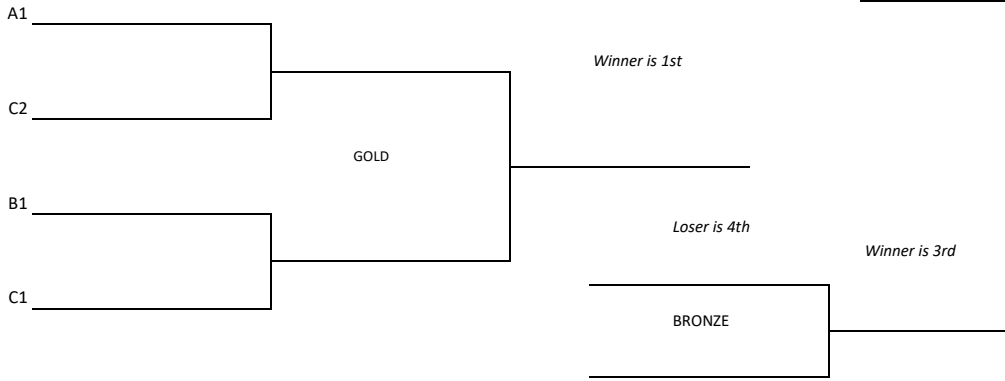 A1
Winner is 1st
C2
GOLD
B1
Loser is 4th
Winner is 3rd
C1
BRONZE